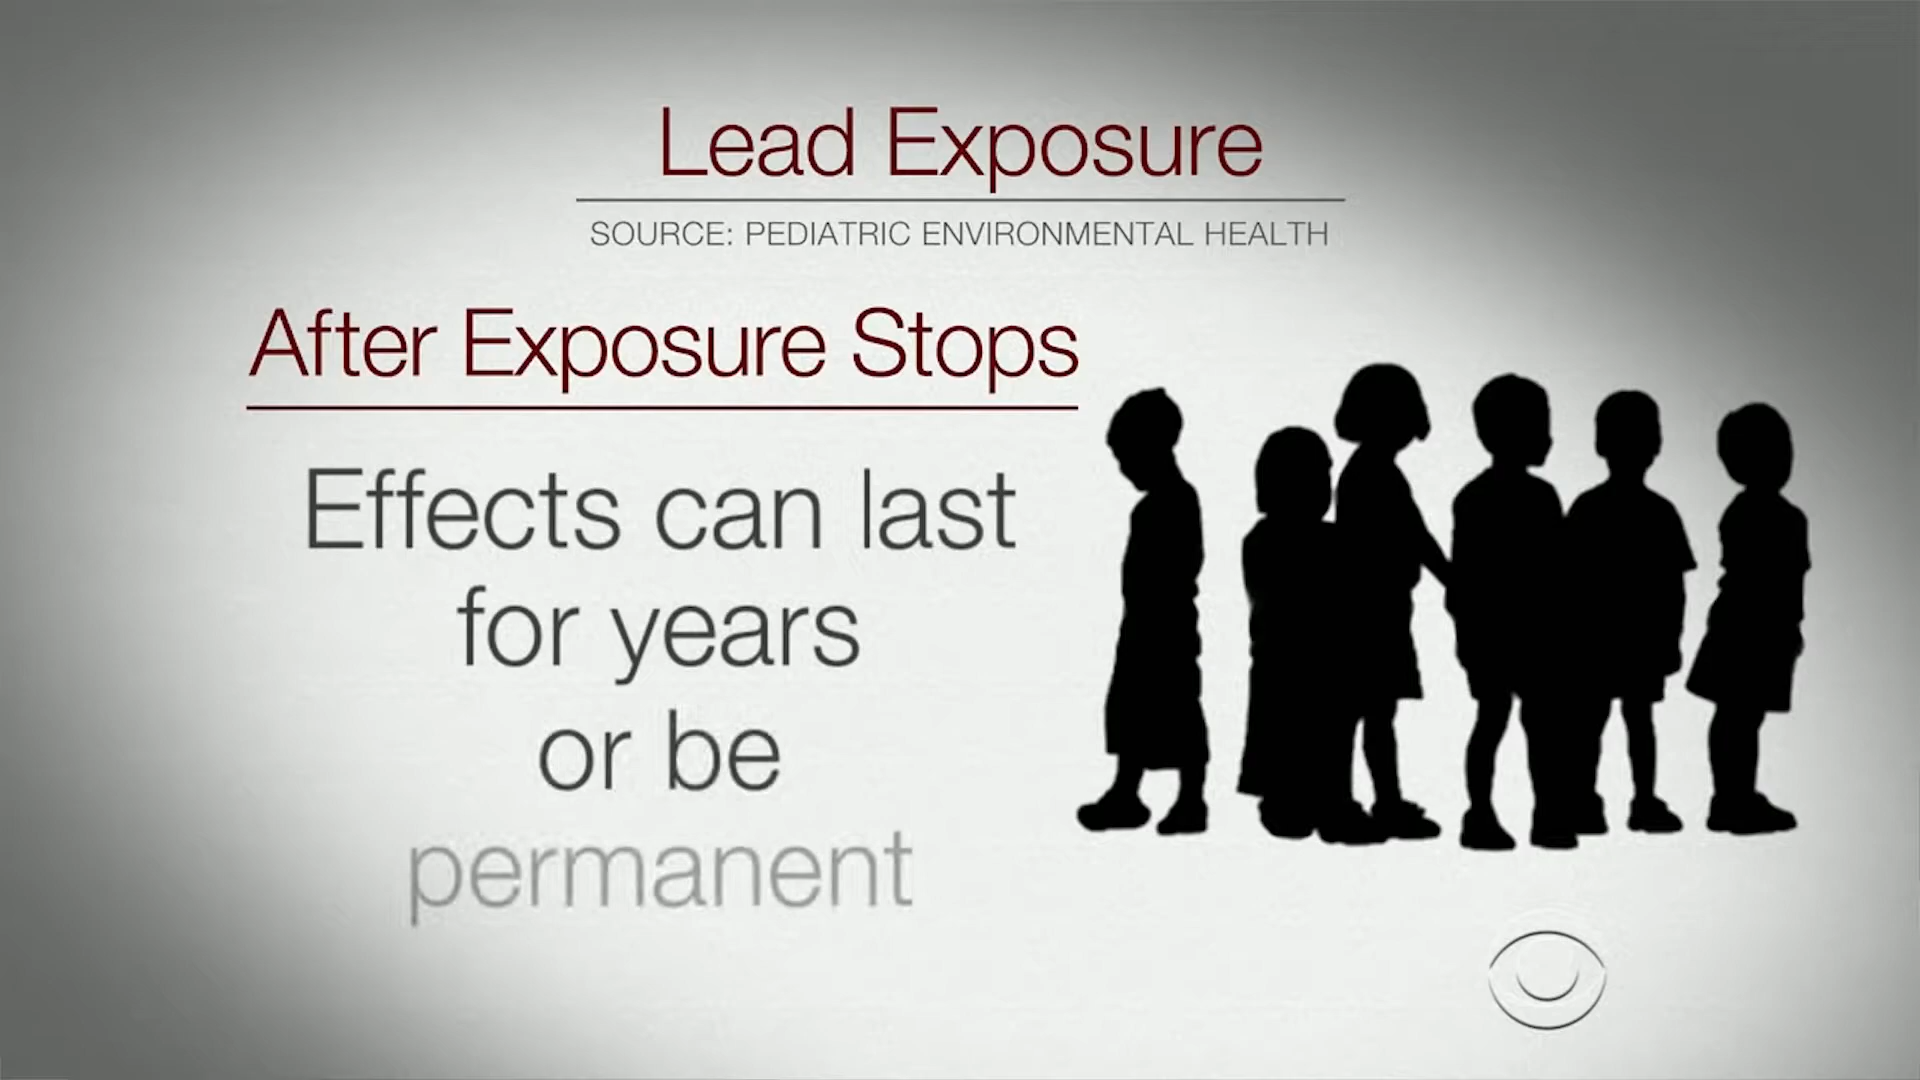 Lead Exposure
SOURCE: PEDIATRIC ENVIRONMENTAL HEALTH
After Exposure Stops
Effects can last
for years
or be
permanent